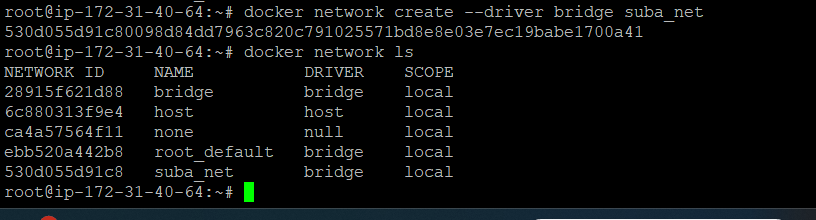 root@ip-172-31-40-64:~# docker network create --driver bridge suba_net
530d055d91c80098d84dd7963c820c791025571bd8e8e03e7ec19babe1700a41
root@ip-172-31-40-64:~# docker network ls
NETWORK ID     NAME           DRIVER    SCOPE
28915f621d88   bridge         bridge    local
6c880313f9e4   host           host      local
ca4a57564f11   none           null      local
ebb520a442b8   root_default   bridge    local
530d055d91c8   suba_net       bridge    local
root@ip-172-31-40-64:~#